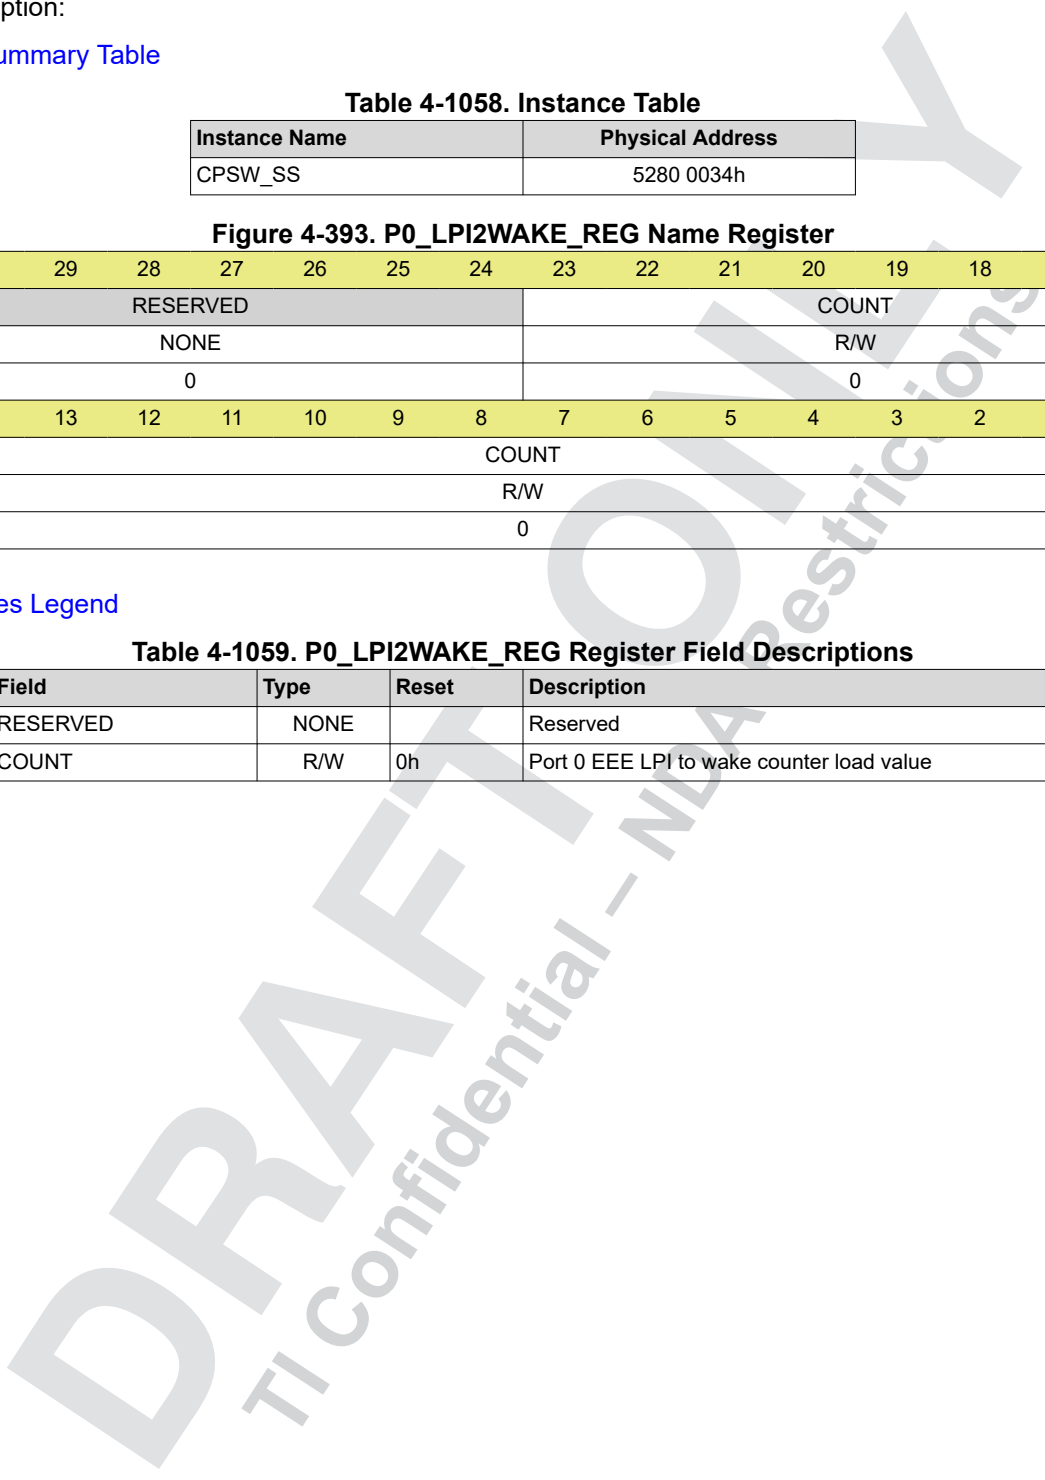 ption:
ummary Table
Table 4-1058. Instance Table
Instance Name Physical Address
CPSW_SS 5280 0034h
Figure 4-393. P0_LPI2WAKE_REG Name Register
29 28 27 26 25 24 23 22 21 20 19 18
RESERVED COUNT
NONE R/W
0 0
13 12 11 10 9 8 7 6 5 4 3 2
COUNT
R/W
0
es Legend
Table 4-1059. P0_LPI2WAKE_REG Register Field Descriptions
Field Type Reset Description
RESERVED NONE Reserved
COUNT R/W 0h Port 0 EEE LPI to wake counter load value
DRAFT ONLY
TI Confidential — NDA Restrictions